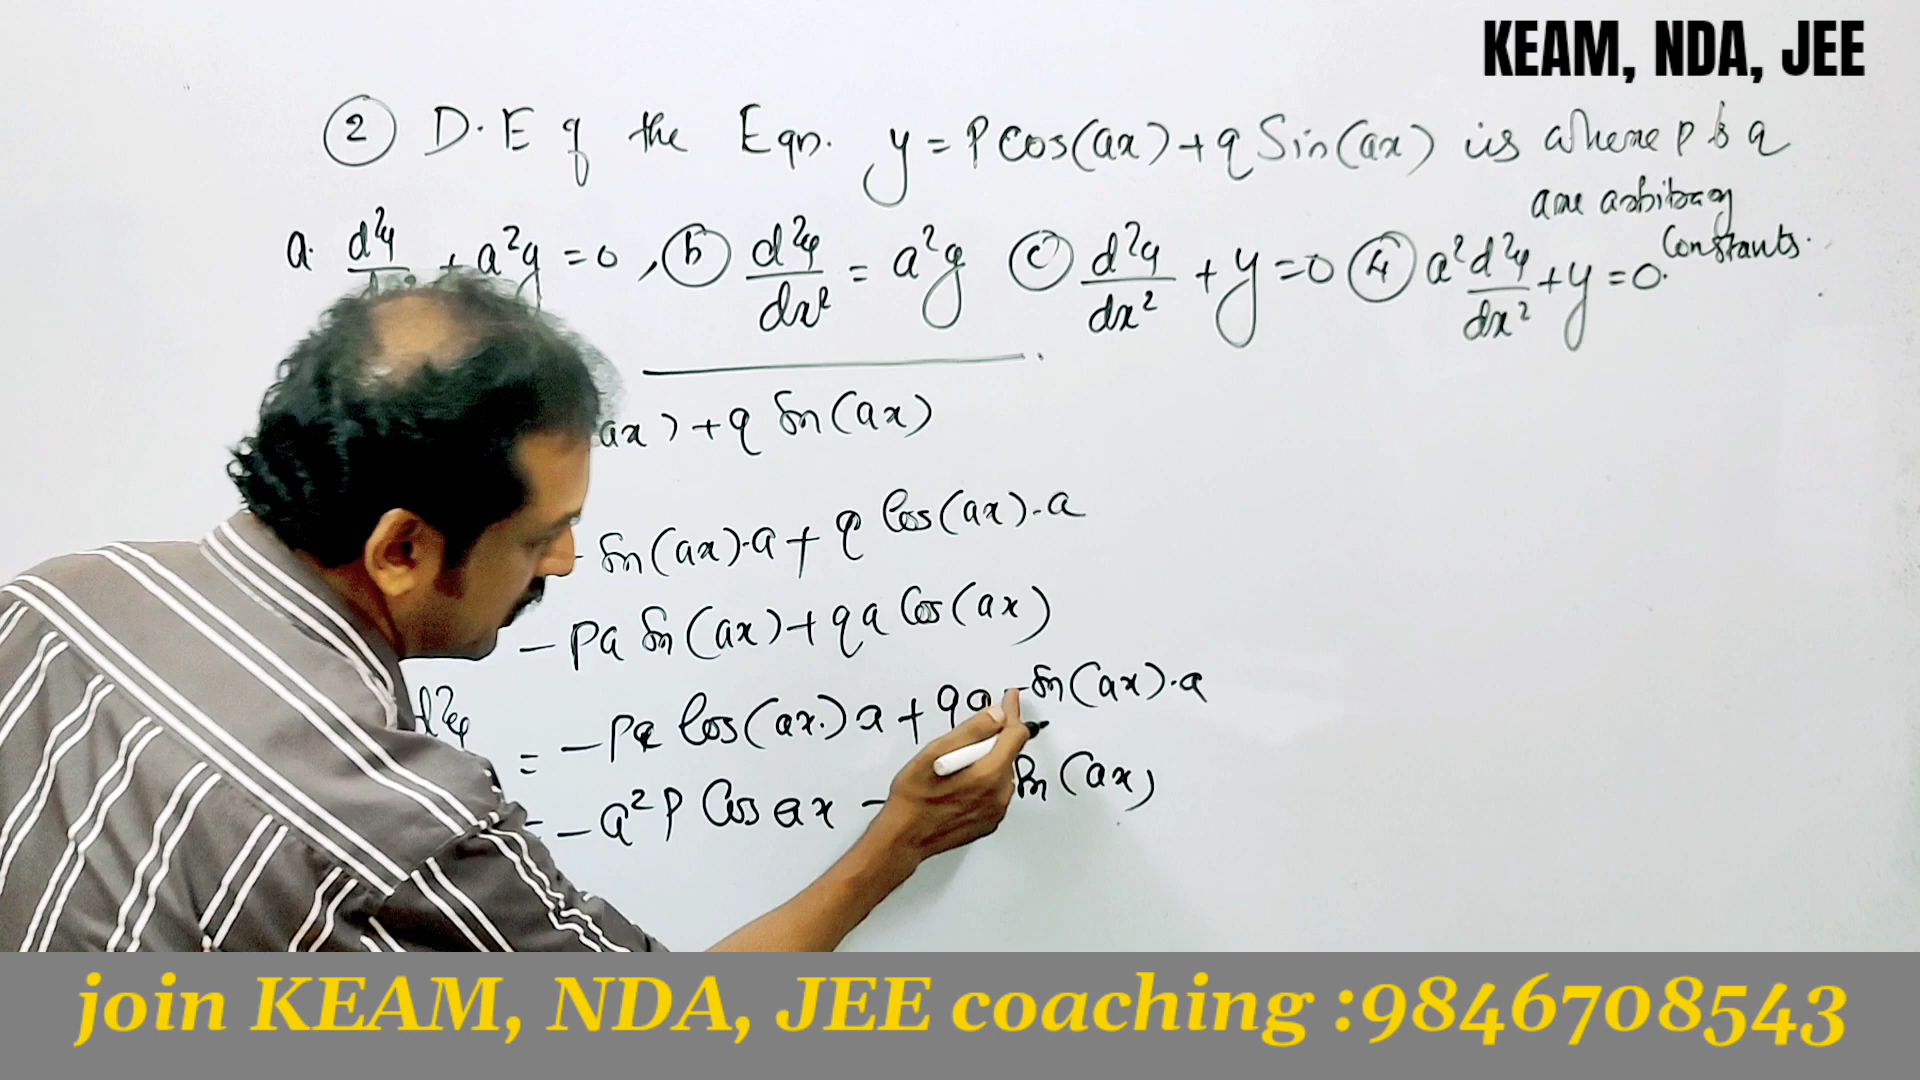 KEAM, NDA, JEE
② D.E of the Eqn. y = P cos(ax) + q Sin(ax) is where p & q
are arbitrary
constants.
a. d²y + a²y = 0, ⓑ d²y/dx² = a²y ⓒ d²y/dx² + y = 0 ④ a² d²y/dx² + y = 0.
ax) + q Sin(ax)
Sin(ax)·a + q Cos(ax)·a
- Pa Sin(ax) + qa Cos(ax)
d²y = - Pa Cos(ax.)a + qa - Sin(ax)·a
= - a²P Cos ax - Sin(ax)
join KEAM, NDA, JEE coaching :9846708543